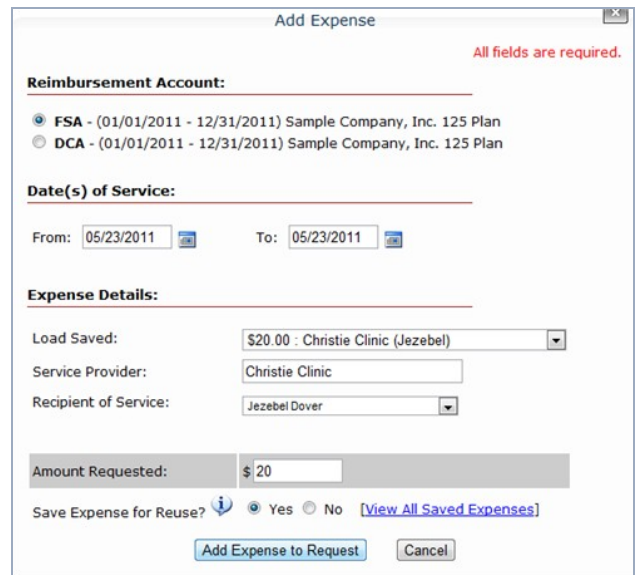 Add Expense
All fields are required.
Reimbursement Account:
FSA - (01/01/2011 - 12/31/2011) Sample Company, Inc. 125 Plan
DCA - (01/01/2011 - 12/31/2011) Sample Company, Inc. 125 Plan
Date(s) of Service:
From: 05/23/2011 To: 05/23/2011
Expense Details:
Load Saved: $20.00 : Christie Clinic (Jezebel)
Service Provider: Christie Clinic
Recipient of Service: Jezebel Dover
Amount Requested: $ 20
Save Expense for Reuse? i Yes No [View All Saved Expenses]
Add Expense to Request Cancel